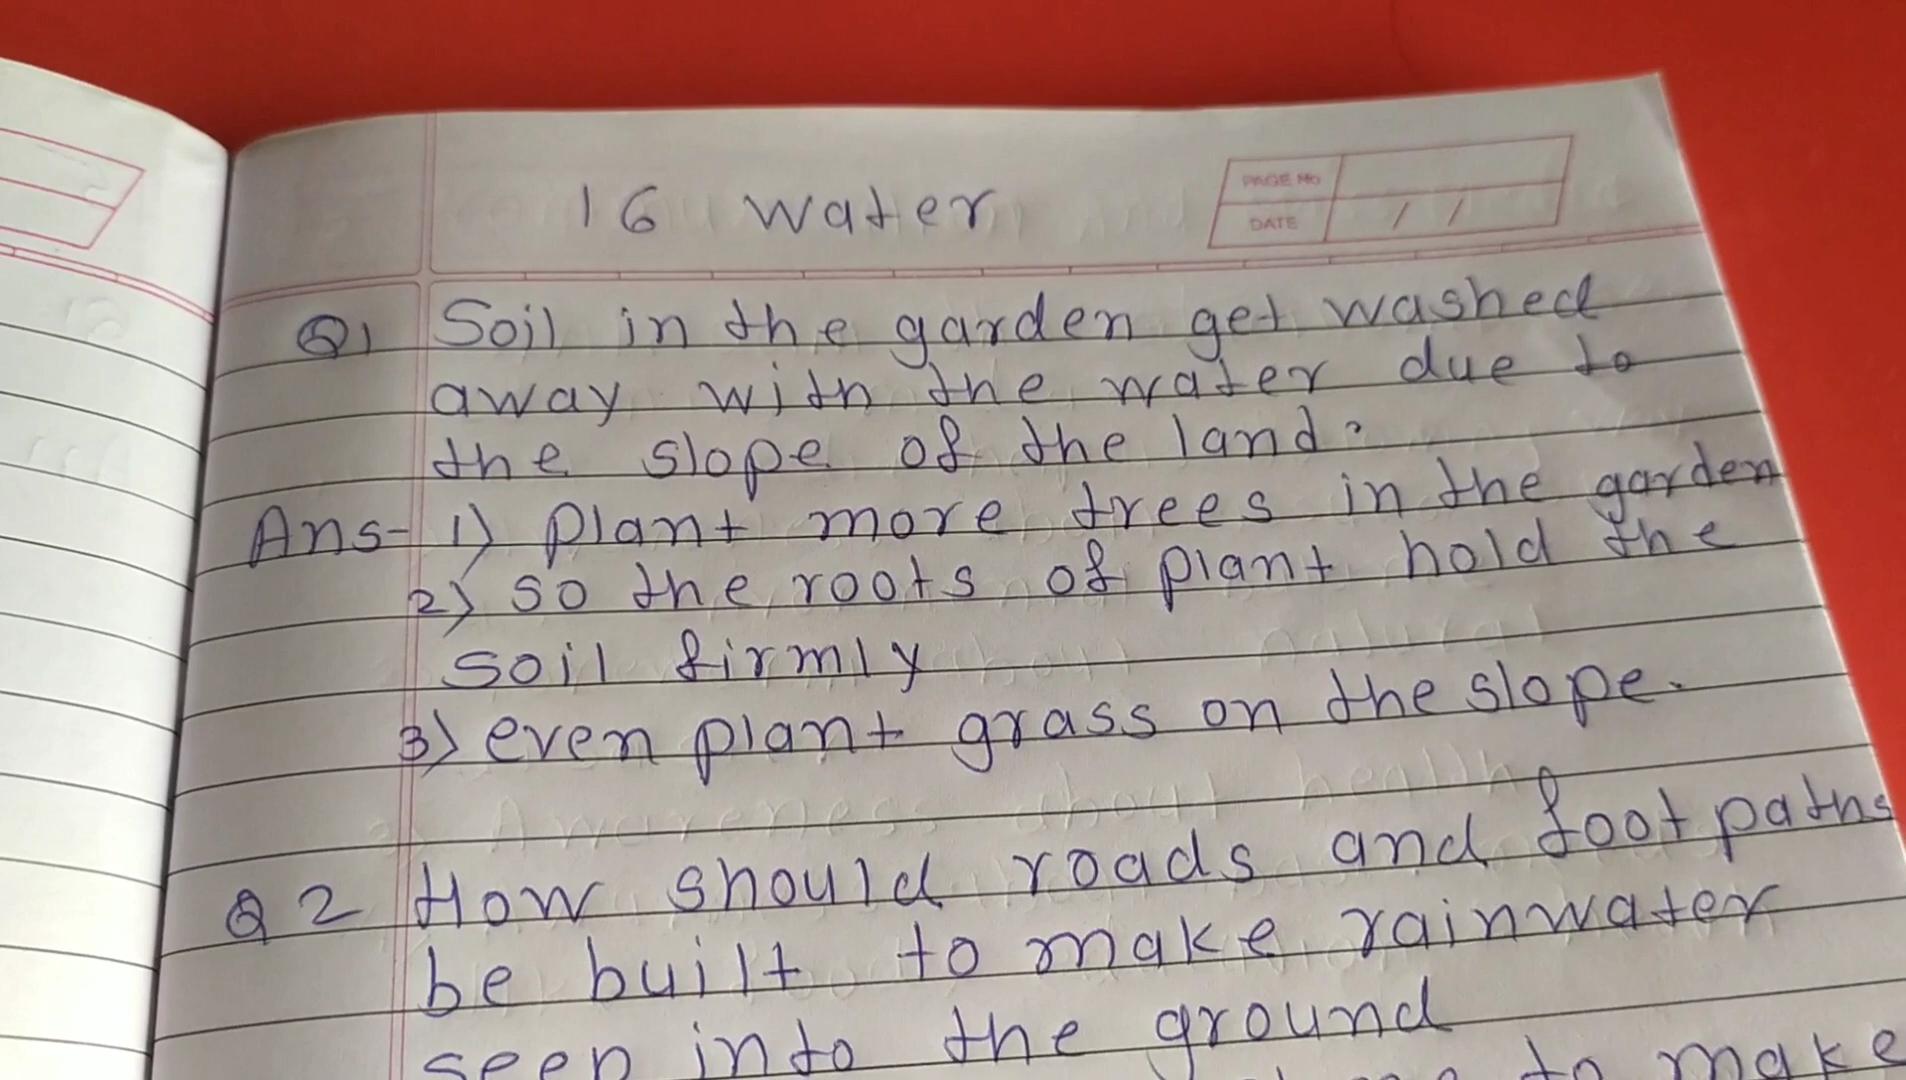 16 water
PAGE No
DATE / /
Q1 Soil in the garden get washed
away with the water due to
the slope of the land.
Ans- 1) Plant more trees in the garden
2) so the roots of plant hold the
soil firmly
3) even plant grass on the slope.
Q2 How should roads and foot paths
be built to make rainwater
seep into the ground
to make